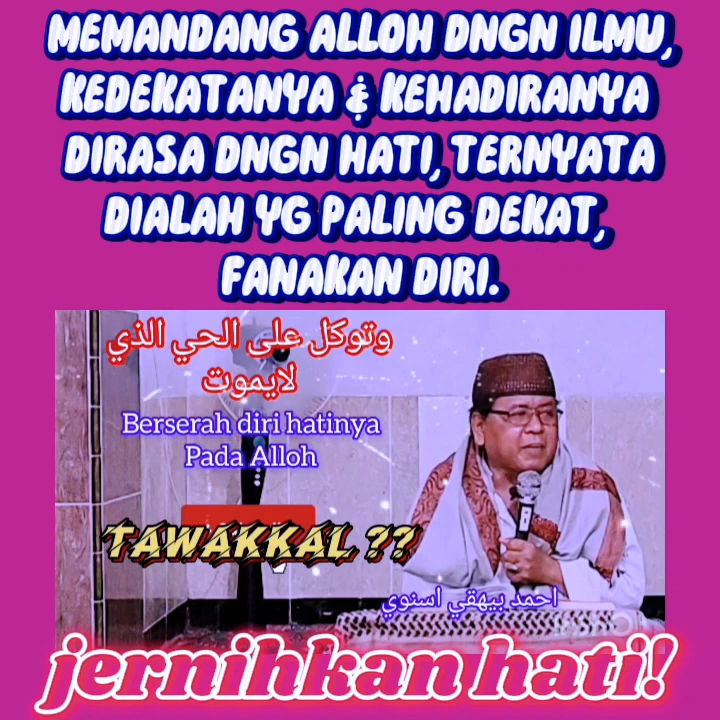 MEMANDANG ALLOH DNGN ILMU,
KEDEKATANYA & KEHADIRANYA
DIRASA DNGN HATI, TERNYATA
DIALAH YG PALING DEKAT,
FANAKAN DIRI.
وتوكل على الحي الذي
لايموت
Berserah diri hatinya
Pada Alloh
TAWAKKAL ??
احمد بيهقي اسنوي
jernihkan hati!